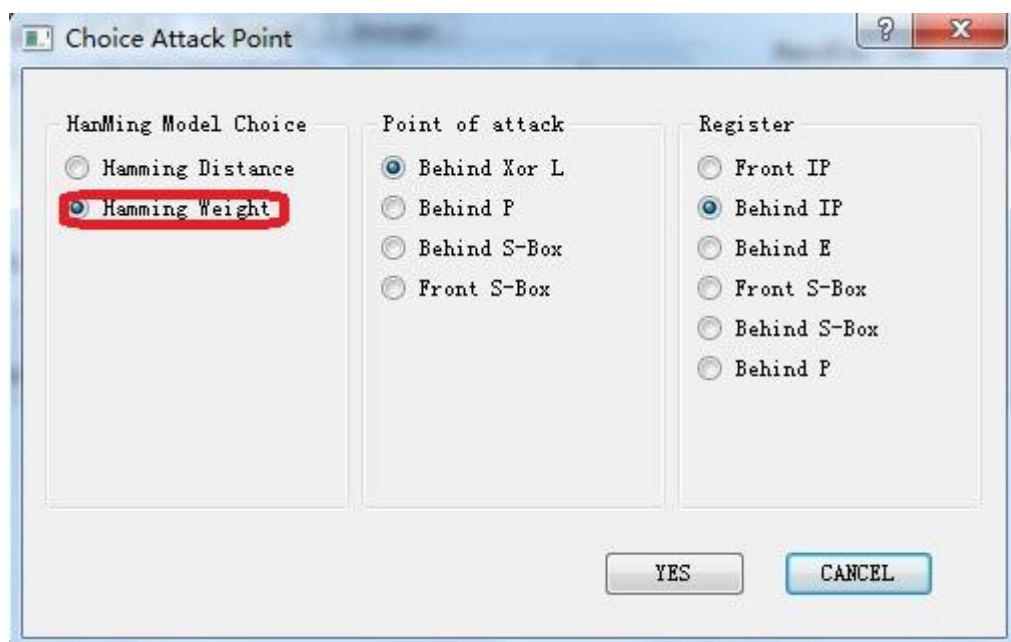 Choice Attack Point
HanMing Model Choice
Hamming Distance
Hamming Weight
Point of attack
Behind Xor L
Behind P
Behind S-Box
Front S-Box
Register
Front IP
Behind IP
Behind E
Front S-Box
Behind S-Box
Behind P
YES
CANCEL